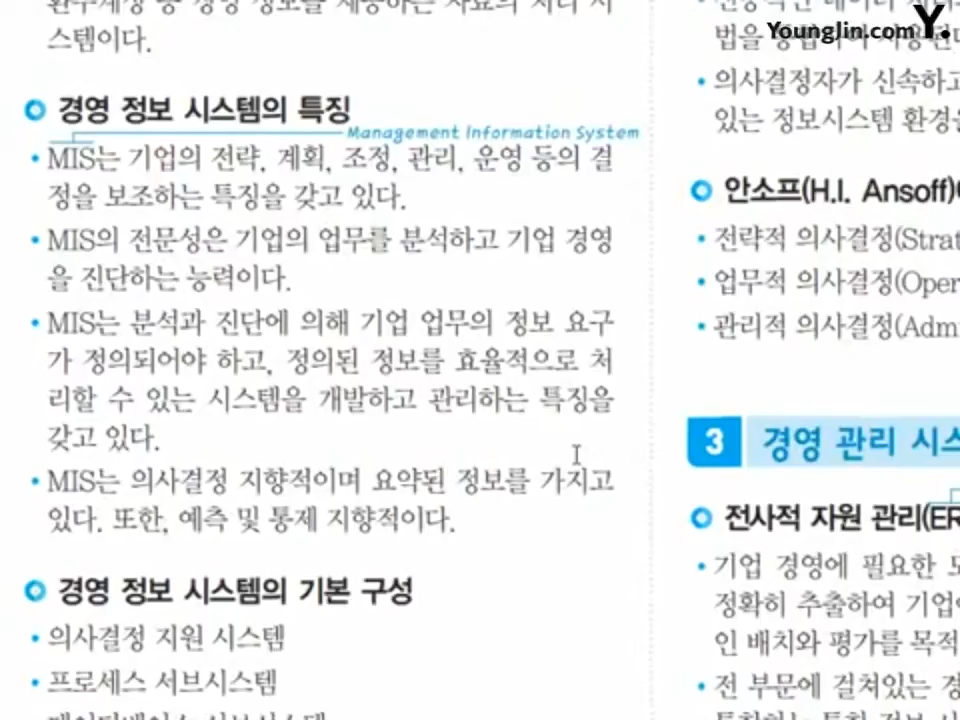 스템이다.
경영 정보 시스템의 특징
Management Information System
• MIS는 기업의 전략, 계획, 조정, 관리, 운영 등의 결
정을 보조하는 특징을 갖고 있다.
• MIS의 전문성은 기업의 업무를 분석하고 기업 경영
을 진단하는 능력이다.
• MIS는 분석과 진단에 의해 기업 업무의 정보 요구
가 정의되어야 하고, 정의된 정보를 효율적으로 처
리할 수 있는 시스템을 개발하고 관리하는 특징을
갖고 있다.
• MIS는 의사결정 지향적이며 요약된 정보를 가지고
있다. 또한, 예측 및 통제 지향적이다.
경영 정보 시스템의 기본 구성
• 의사결정 지원 시스템
• 프로세스 서브시스템
Youngjin.com Y.
• 의사결정자가 신속하고
있는 정보시스템 환경을
안소프(H.I. Ansoff)
• 전략적 의사결정(Strat
• 업무적 의사결정(Oper
• 관리적 의사결정(Adm
3 경영 관리 시스
전사적 자원 관리(ER
• 기업 경영에 필요한 모
정확히 추출하여 기업
인 배치와 평가를 목적
• 전 부문에 걸쳐있는 경